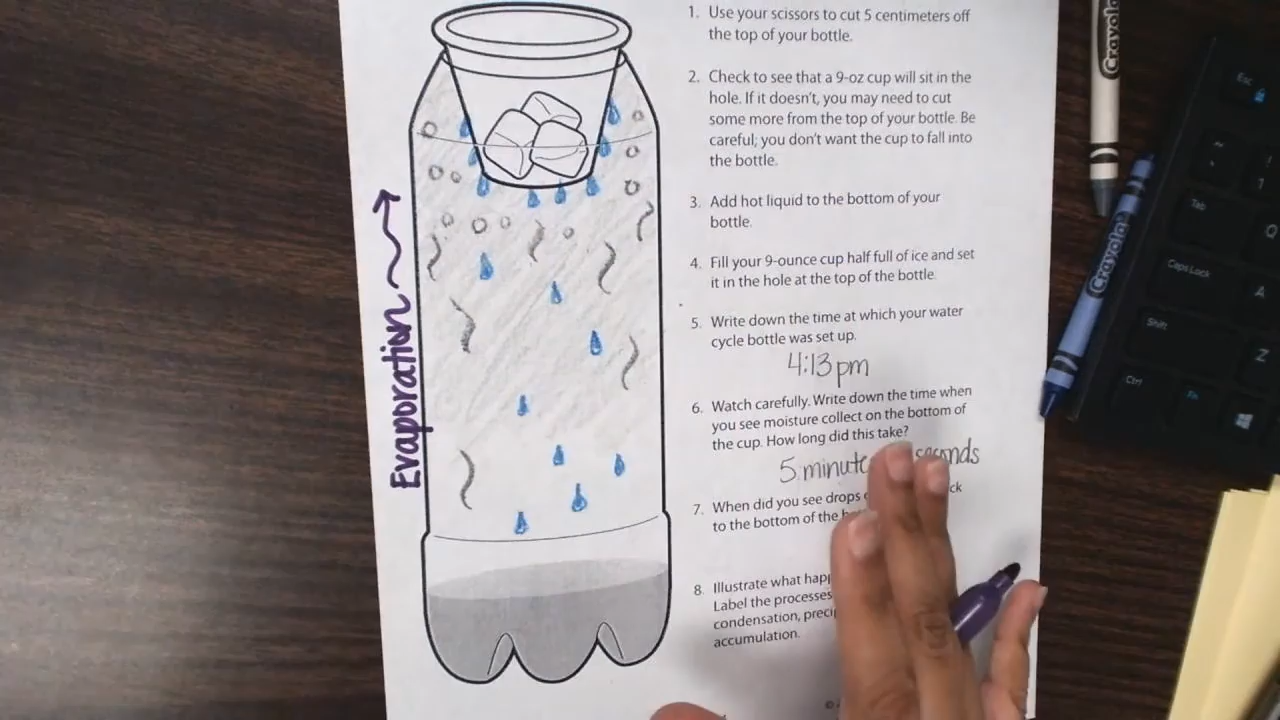 1. Use your scissors to cut 5 centimeters off
the top of your bottle.
2. Check to see that a 9-oz cup will sit in the
hole. If it doesn't, you may need to cut
some more from the top of your bottle. Be
careful; you don't want the cup to fall into
the bottle.
3. Add hot liquid to the bottom of your
bottle.
4. Fill your 9-ounce cup half full of ice and set
it in the hole at the top of the bottle.
5. Write down the time at which your water
cycle bottle was set up.
4:13 pm
6. Watch carefully. Write down the time when
you see moisture collect on the bottom of
the cup. How long did this take?
5 minute seconds
7. When did you see drops
to the bottom of the
8. Illustrate what
Label the processes
condensation,
accumulation.
Evaporation
Crayola
Crayola
Esc
Tab
Q
Caps Lock
A
Shift
Z
Ctrl
Fn